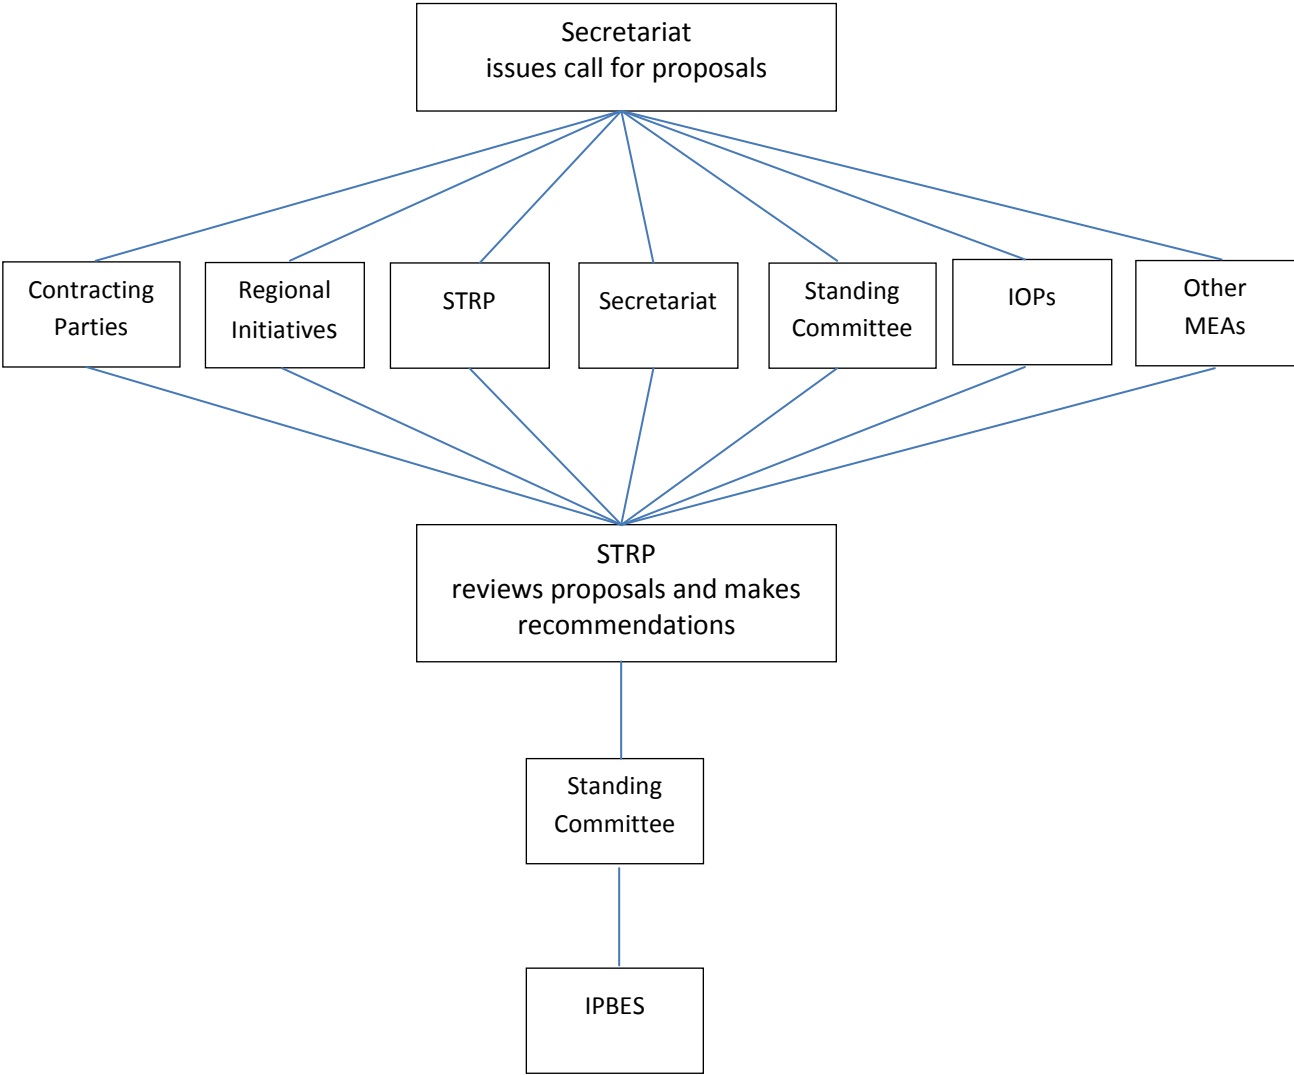 Secretariat
issues call for proposals
Contracting
Parties
Regional
Initiatives
STRP
Secretariat
Standing
Committee
IOPs
Other
MEAs
STRP
reviews proposals and makes
recommendations
Standing
Committee
IPBES